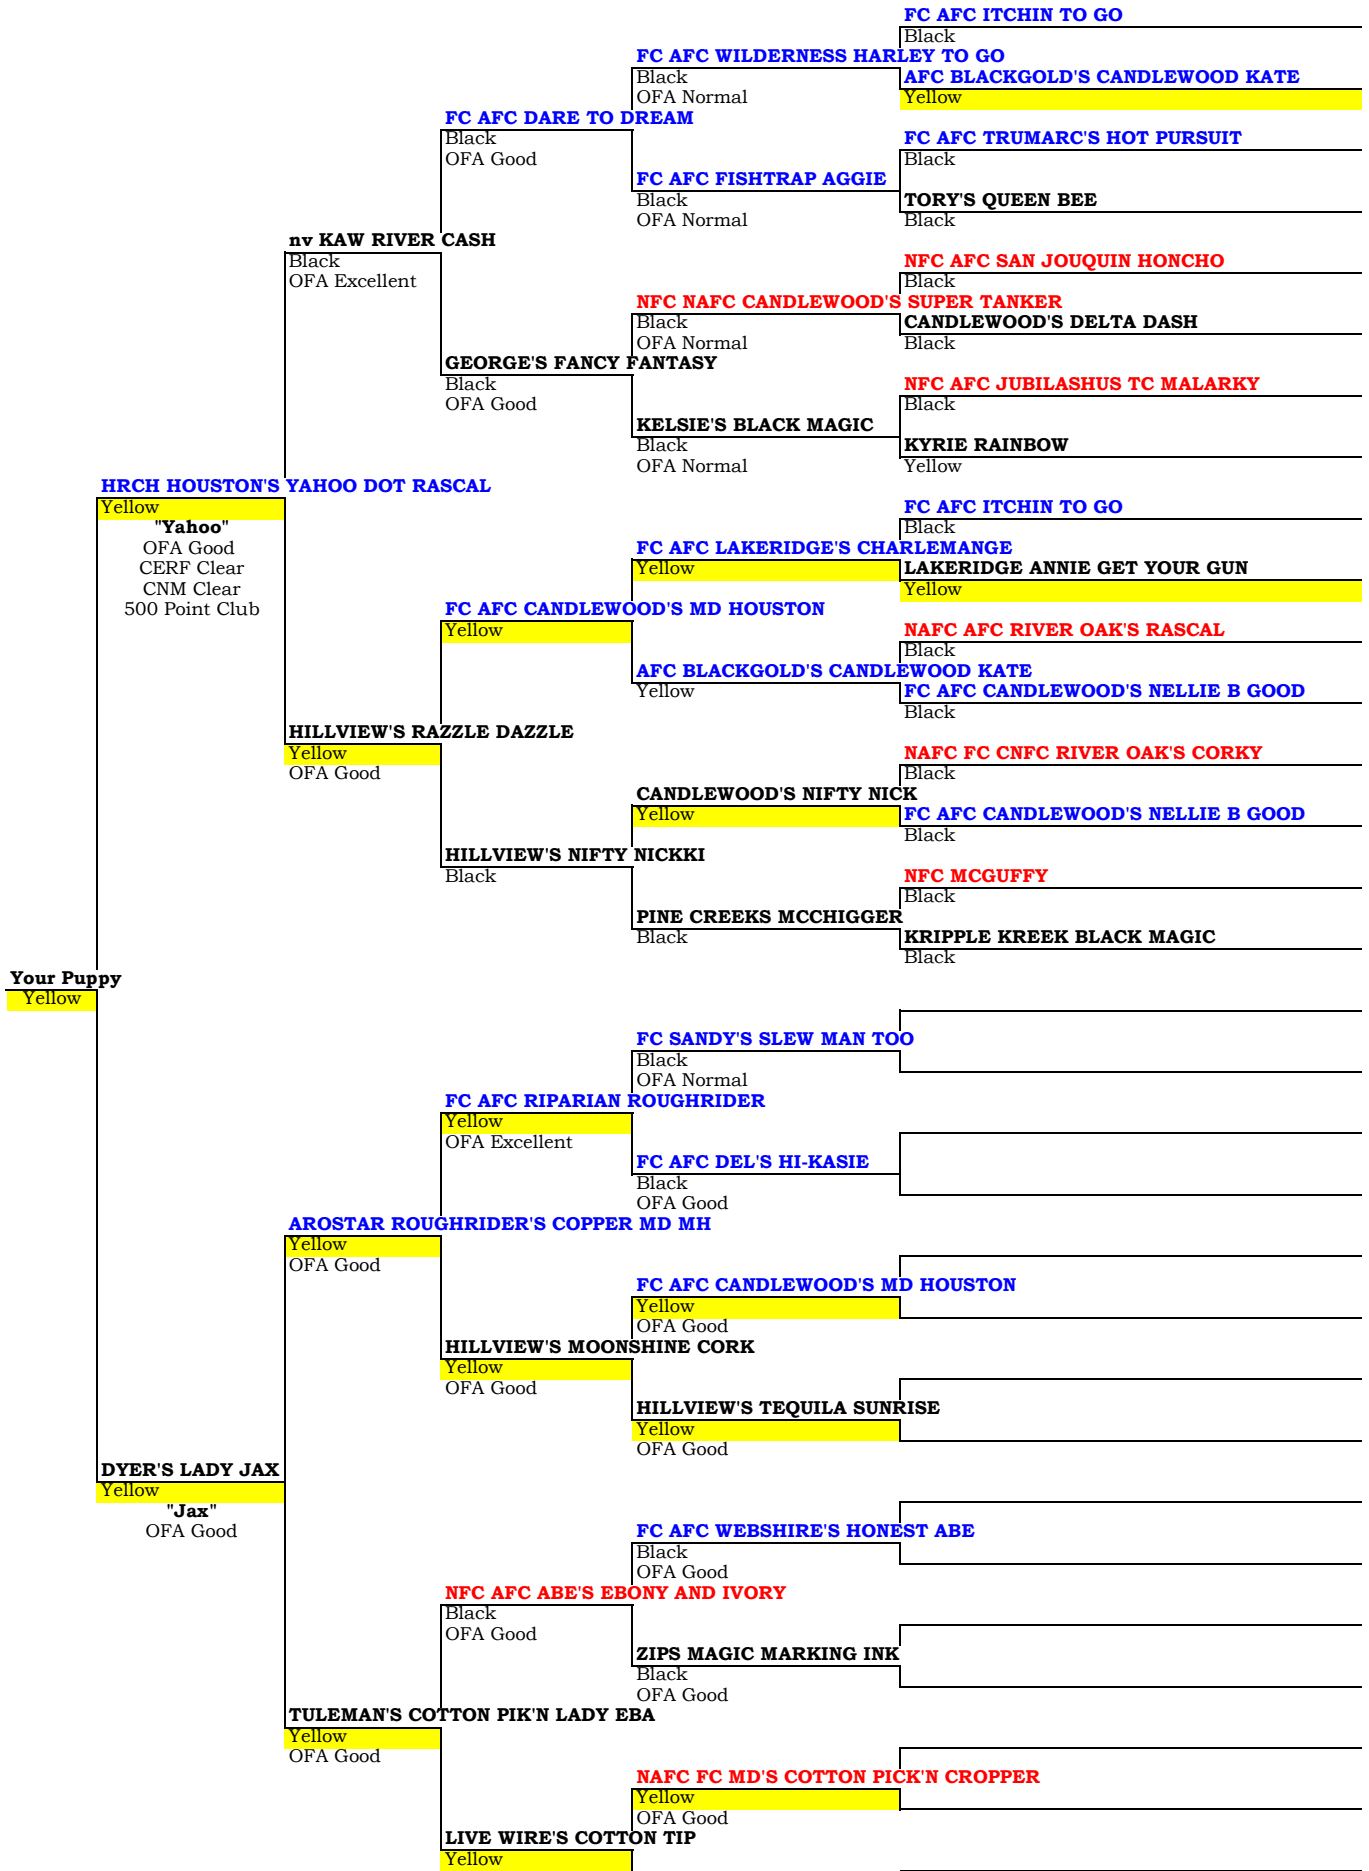 FC AFC ITCHIN TO GO
Black
FC AFC WILDERNESS HARLEY TO GO
Black
OFA Normal
AFC BLACKGOLD'S CANDLEWOOD KATE
Yellow
FC AFC DARE TO DREAM
Black
OFA Good
FC AFC TRUMARC'S HOT PURSUIT
Black
FC AFC FISHTRAP AGGIE
Black
OFA Normal
TORY'S QUEEN BEE
Black
nv KAW RIVER CASH
Black
OFA Excellent
NFC AFC SAN JOUQUIN HONCHO
Black
NFC NAFC CANDLEWOOD'S SUPER TANKER
Black
OFA Normal
CANDLEWOOD'S DELTA DASH
Black
GEORGE'S FANCY FANTASY
Black
OFA Good
NFC AFC JUBILASHUS TC MALARKY
Black
KELSIE'S BLACK MAGIC
Black
OFA Normal
KYRIE RAINBOW
Yellow
HRCH HOUSTON'S YAHOO DOT RASCAL
Yellow
"Yahoo"
OFA Good
CERF Clear
CNM Clear
500 Point Club
FC AFC ITCHIN TO GO
Black
FC AFC LAKERIDGE'S CHARLEMANGE
Yellow
LAKERIDGE ANNIE GET YOUR GUN
Yellow
FC AFC CANDLEWOOD'S MD HOUSTON
Yellow
NAFC AFC RIVER OAK'S RASCAL
Black
AFC BLACKGOLD'S CANDLEWOOD KATE
Yellow
FC AFC CANDLEWOOD'S NELLIE B GOOD
Black
HILLVIEW'S RAZZLE DAZZLE
Yellow
OFA Good
NAFC FC CNFC RIVER OAK'S CORKY
Black
CANDLEWOOD'S NIFTY NICK
Yellow
FC AFC CANDLEWOOD'S NELLIE B GOOD
Black
HILLVIEW'S NIFTY NICKKI
Black
NFC MCGUFFY
Black
PINE CREEKS MCCHIGGER
Black
KRIPPLE KREEK BLACK MAGIC
Black
Your Puppy
Yellow
FC SANDY'S SLEW MAN TOO
Black
OFA Normal
FC AFC RIPARIAN ROUGHRIDER
Yellow
OFA Excellent
FC AFC DEL'S HI-KASIE
Black
OFA Good
AROSTAR ROUGHRIDER'S COPPER MD MH
Yellow
OFA Good
FC AFC CANDLEWOOD'S MD HOUSTON
Yellow
OFA Good
HILLVIEW'S MOONSHINE CORK
Yellow
OFA Good
HILLVIEW'S TEQUILA SUNRISE
Yellow
OFA Good
DYER'S LADY JAX
Yellow
"Jax"
OFA Good
FC AFC WEBSHIRE'S HONEST ABE
Black
OFA Good
NFC AFC ABE'S EBONY AND IVORY
Black
OFA Good
ZIPS MAGIC MARKING INK
Black
OFA Good
TULEMAN'S COTTON PIK'N LADY EBA
Yellow
OFA Good
NAFC FC MD'S COTTON PICK'N CROPPER
Yellow
OFA Good
LIVE WIRE'S COTTON TIP
Yellow